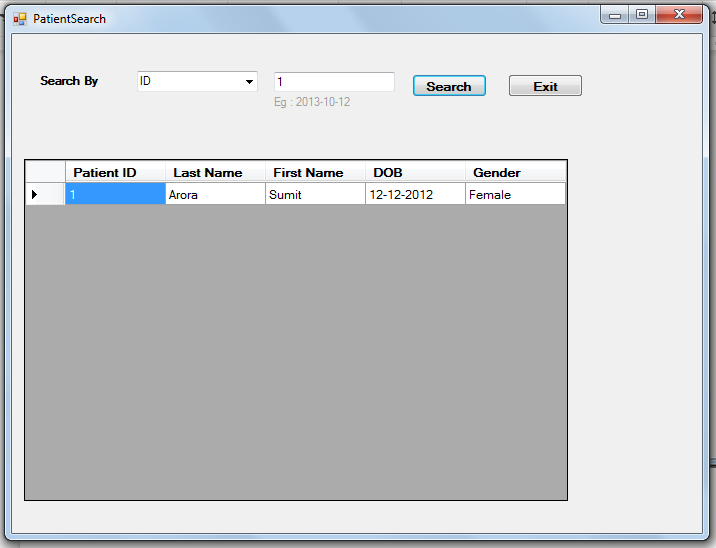 PatientSearch
Search By ID 1 Search Exit
Eg : 2013-10-12
Patient ID Last Name First Name DOB Gender
1 Arora Sumit 12-12-2012 Female